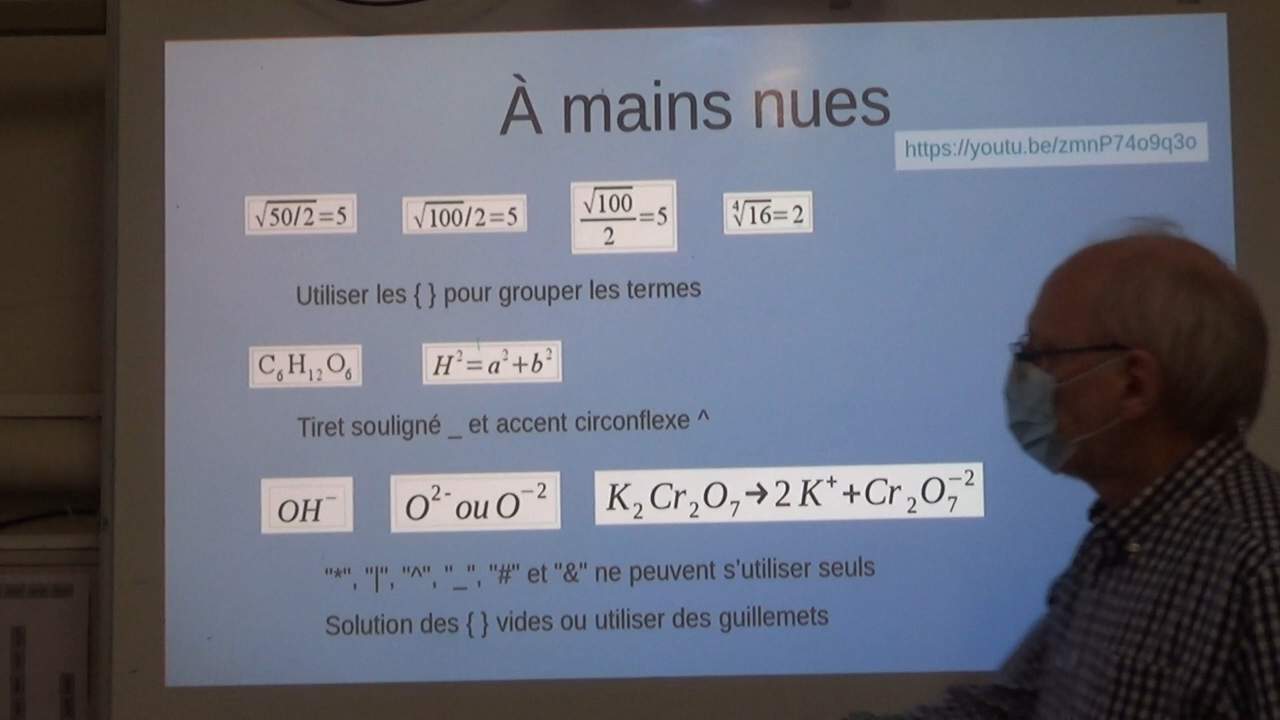 À mains nues
https://youtu.be/zmnP74o9q3o
√50/2=5 √100/2=5 √100/2=5 ∜16=2
Utiliser les { } pour grouper les termes
C₆H₁₂O₆ H²=a²+b²
Tiret souligné _ et accent circonflexe ^
OH⁻ O²⁻ ou O⁻² K₂Cr₂O₇→2K⁺+Cr₂O₇⁻²
"*", "|", "^", "_", "#" et "&" ne peuvent s'utiliser seuls
Solution des { } vides ou utiliser des guillemets